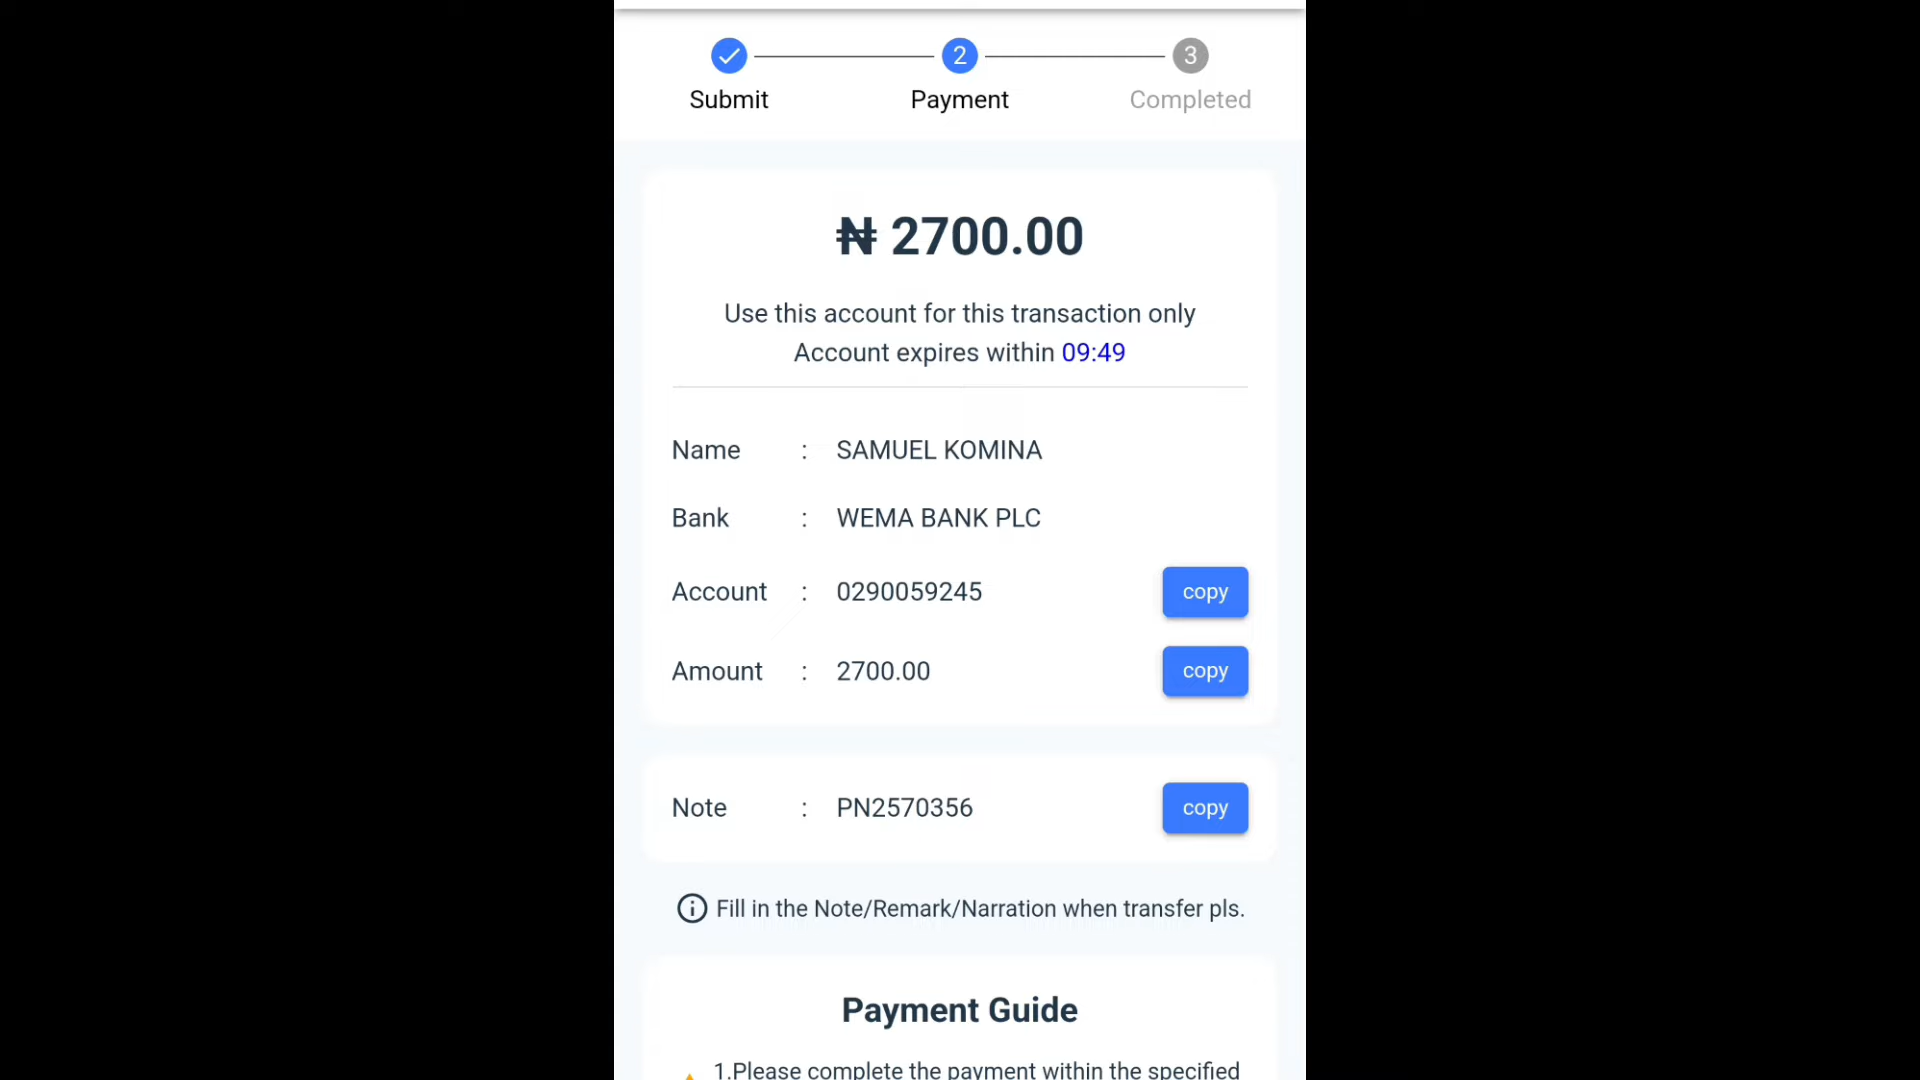 2 3
Submit Payment Completed
₦ 2700.00
Use this account for this transaction only
Account expires within 09:49
Name : SAMUEL KOMINA
Bank : WEMA BANK PLC
Account : 0290059245 copy
Amount : 2700.00 copy
Note : PN2570356 copy
Fill in the Note/Remark/Narration when transfer pls.
Payment Guide
1.Please complete the payment within the specified